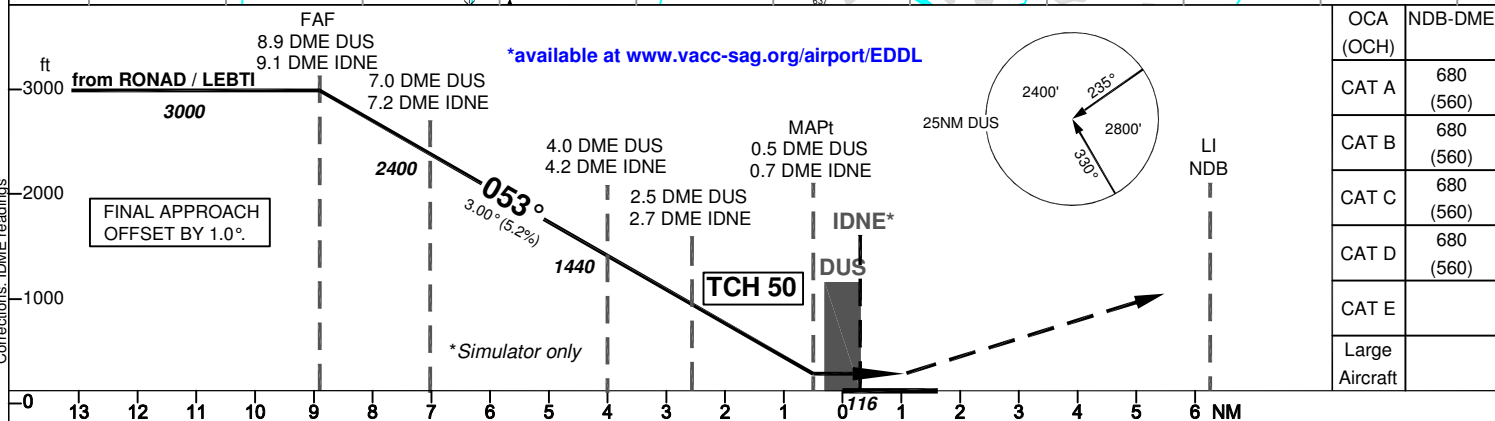 FAF
8.9 DME DUS
9.1 DME IDNE
*available at www.vacc-sag.org/airport/EDDL
ft
from RONAD / LEBTI
3000
3000
7.0 DME DUS
7.2 DME IDNE
2400
4.0 DME DUS
4.2 DME IDNE
MAPt
0.5 DME DUS
0.7 DME IDNE
2400'
235°
25NM DUS
2800'
330°
LI
NDB
2000
053°
3.00° (5.2%)
2.5 DME DUS
2.7 DME IDNE
FINAL APPROACH
OFFSET BY 1.0°.
IDNE*
1440
DUS
TCH 50
1000
*Simulator only
0
116
13 12 11 10 9 8 7 6 5 4 3 2 1 0 1 2 3 4 5 6 NM
Corrections: IDME readings
OCA (OCH) NDB-DME
CAT A 680 (560)
CAT B 680 (560)
CAT C 680 (560)
CAT D 680 (560)
CAT E
Large
Aircraft